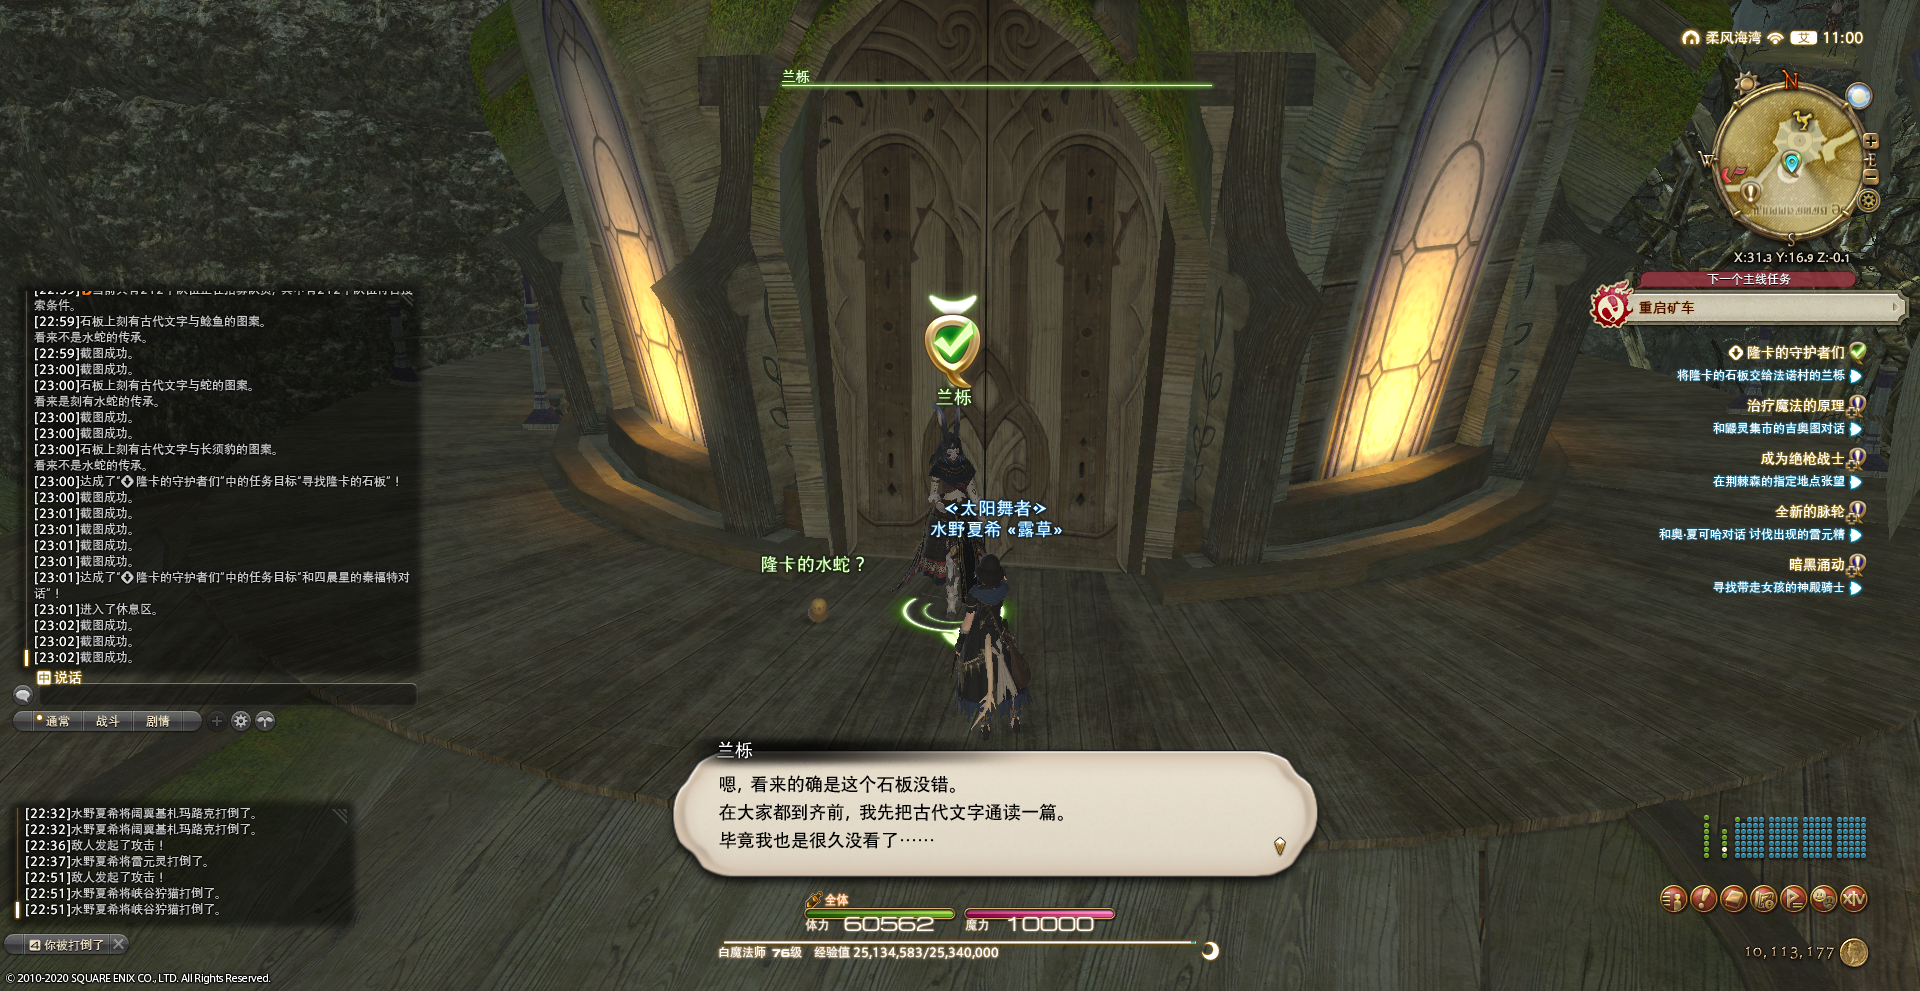 柔风海湾 艾 11:00
兰栎
N
W
E
S
X:31.3 Y:16.9 Z:-0.1
下一个主线任务
重启矿车
隆卡的守护者们
将隆卡的石板交给法诺村的兰栎
治疗魔法的原理
和鼹灵集市的吉奥图对话
成为绝枪战士
在荆棘森的指定地点张望
全新的脉轮
和奥·夏可哈对话 讨伐出现的雷元精
暗黑涌动
寻找带走女孩的神殿骑士
索条件。
[22:59]石板上刻有古代文字与鲶鱼的图案。
看来不是水蛇的传承。
[22:59]截图成功。
[23:00]截图成功。
[23:00]石板上刻有古代文字与蛇的图案。
看来是刻有水蛇的传承。
[23:00]截图成功。
[23:00]截图成功。
[23:00]石板上刻有古代文字与长须豹的图案。
看来不是水蛇的传承。
[23:00]达成了“隆卡的守护者们”中的任务目标“寻找隆卡的石板”！
[23:00]截图成功。
[23:01]截图成功。
[23:01]截图成功。
[23:01]截图成功。
[23:01]截图成功。
[23:01]达成了“隆卡的守护者们”中的任务目标“和四晨星的秦福特对
话”！
[23:01]进入了休息区。
[23:02]截图成功。
[23:02]截图成功。
[23:02]截图成功。
说话
通常 战斗 剧情
兰栎
太阳舞者
水野夏希 «露草»
隆卡的水蛇？
兰栎
嗯，看来的确是这个石板没错。
在大家都到齐前，我先把古代文字通读一篇。
毕竟我也是很久没看了……
[22:32]水野夏希将阔翼基札玛路克打倒了。
[22:32]水野夏希将阔翼基札玛路克打倒了。
[22:36]敌人发起了攻击！
[22:37]水野夏希将雷元灵打倒了。
[22:51]敌人发起了攻击！
[22:51]水野夏希将峡谷狞猫打倒了。
[22:51]水野夏希将峡谷狞猫打倒了。
4 你被打倒了
全体
体力 60562 魔力 10000
白魔法师 76级 经验值 25,134,583/25,340,000
XIV
10,113,177
© 2010-2020 SQUARE ENIX CO., LTD. All Rights Reserved.